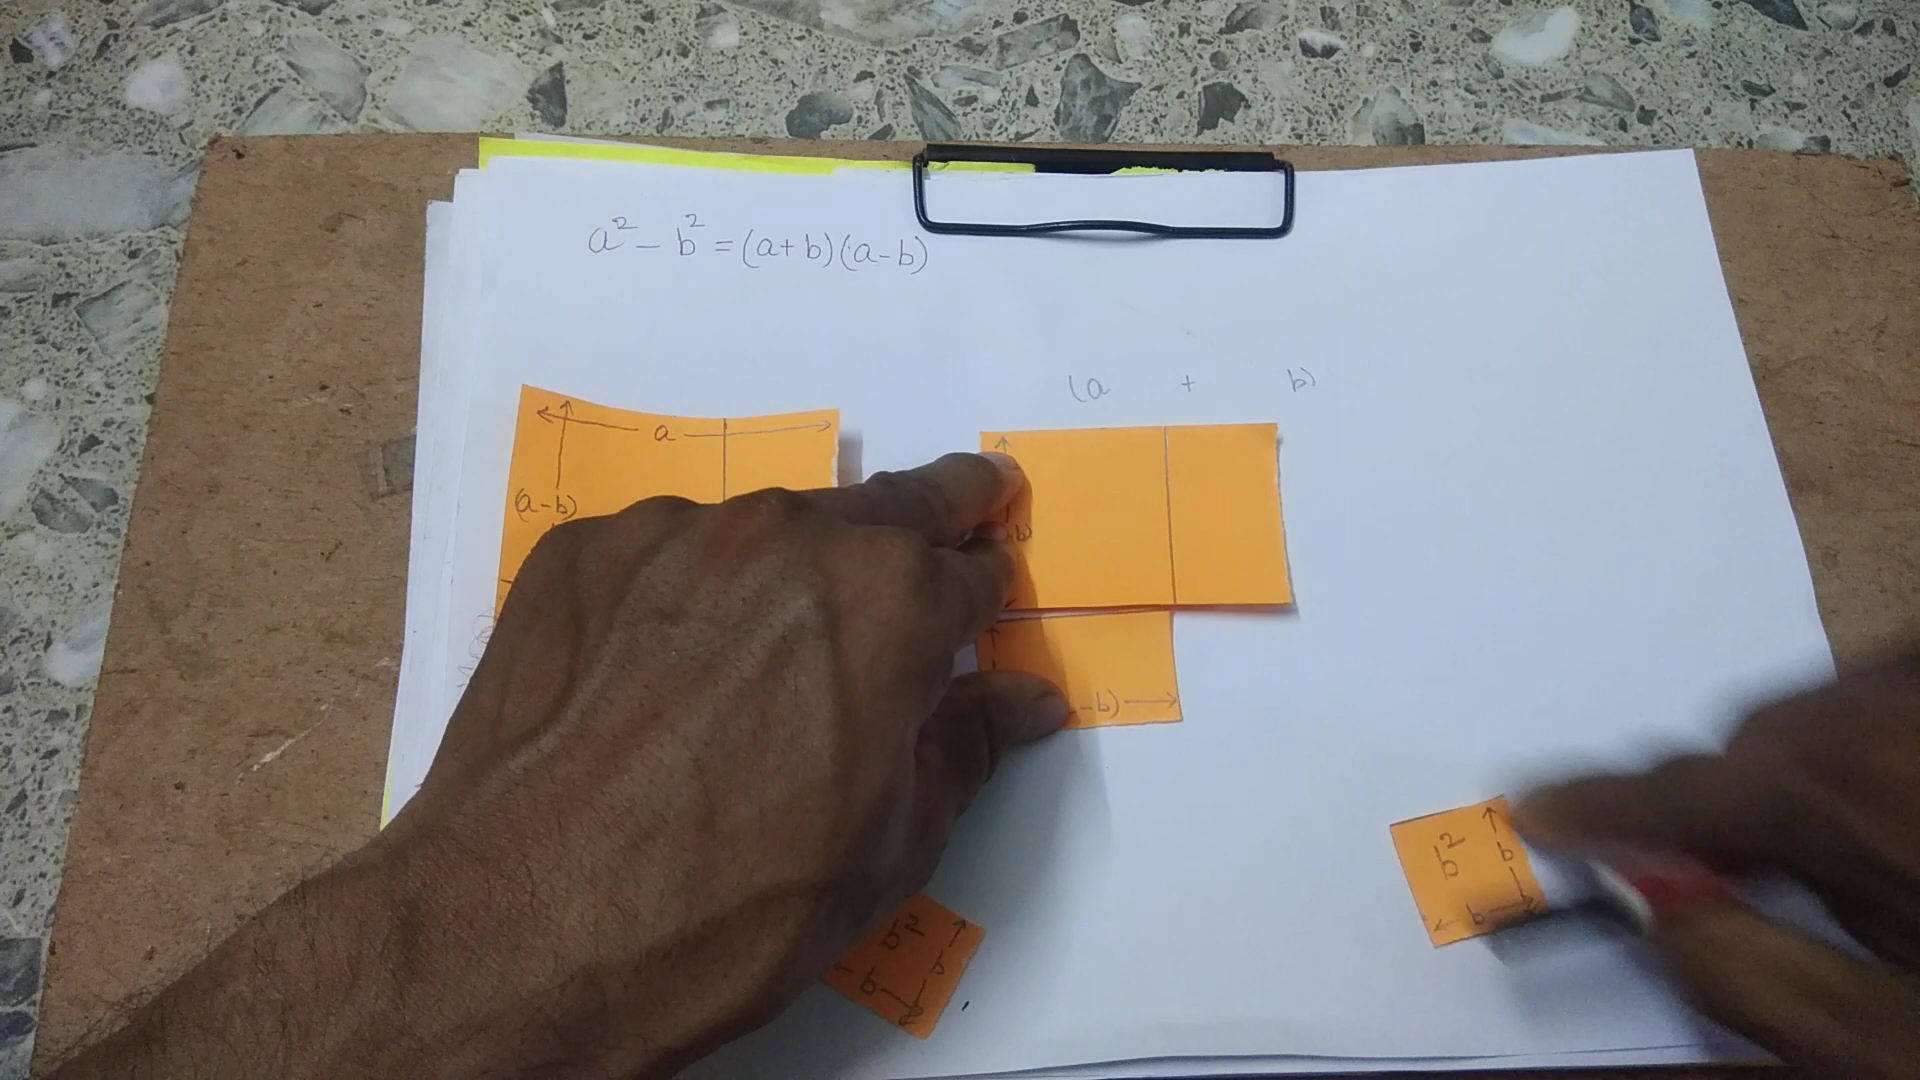 a² - b² = (a+b)(a-b)
(a + b)
a
(a-b)
b)
-b)
b²
b
b
b²
b
b